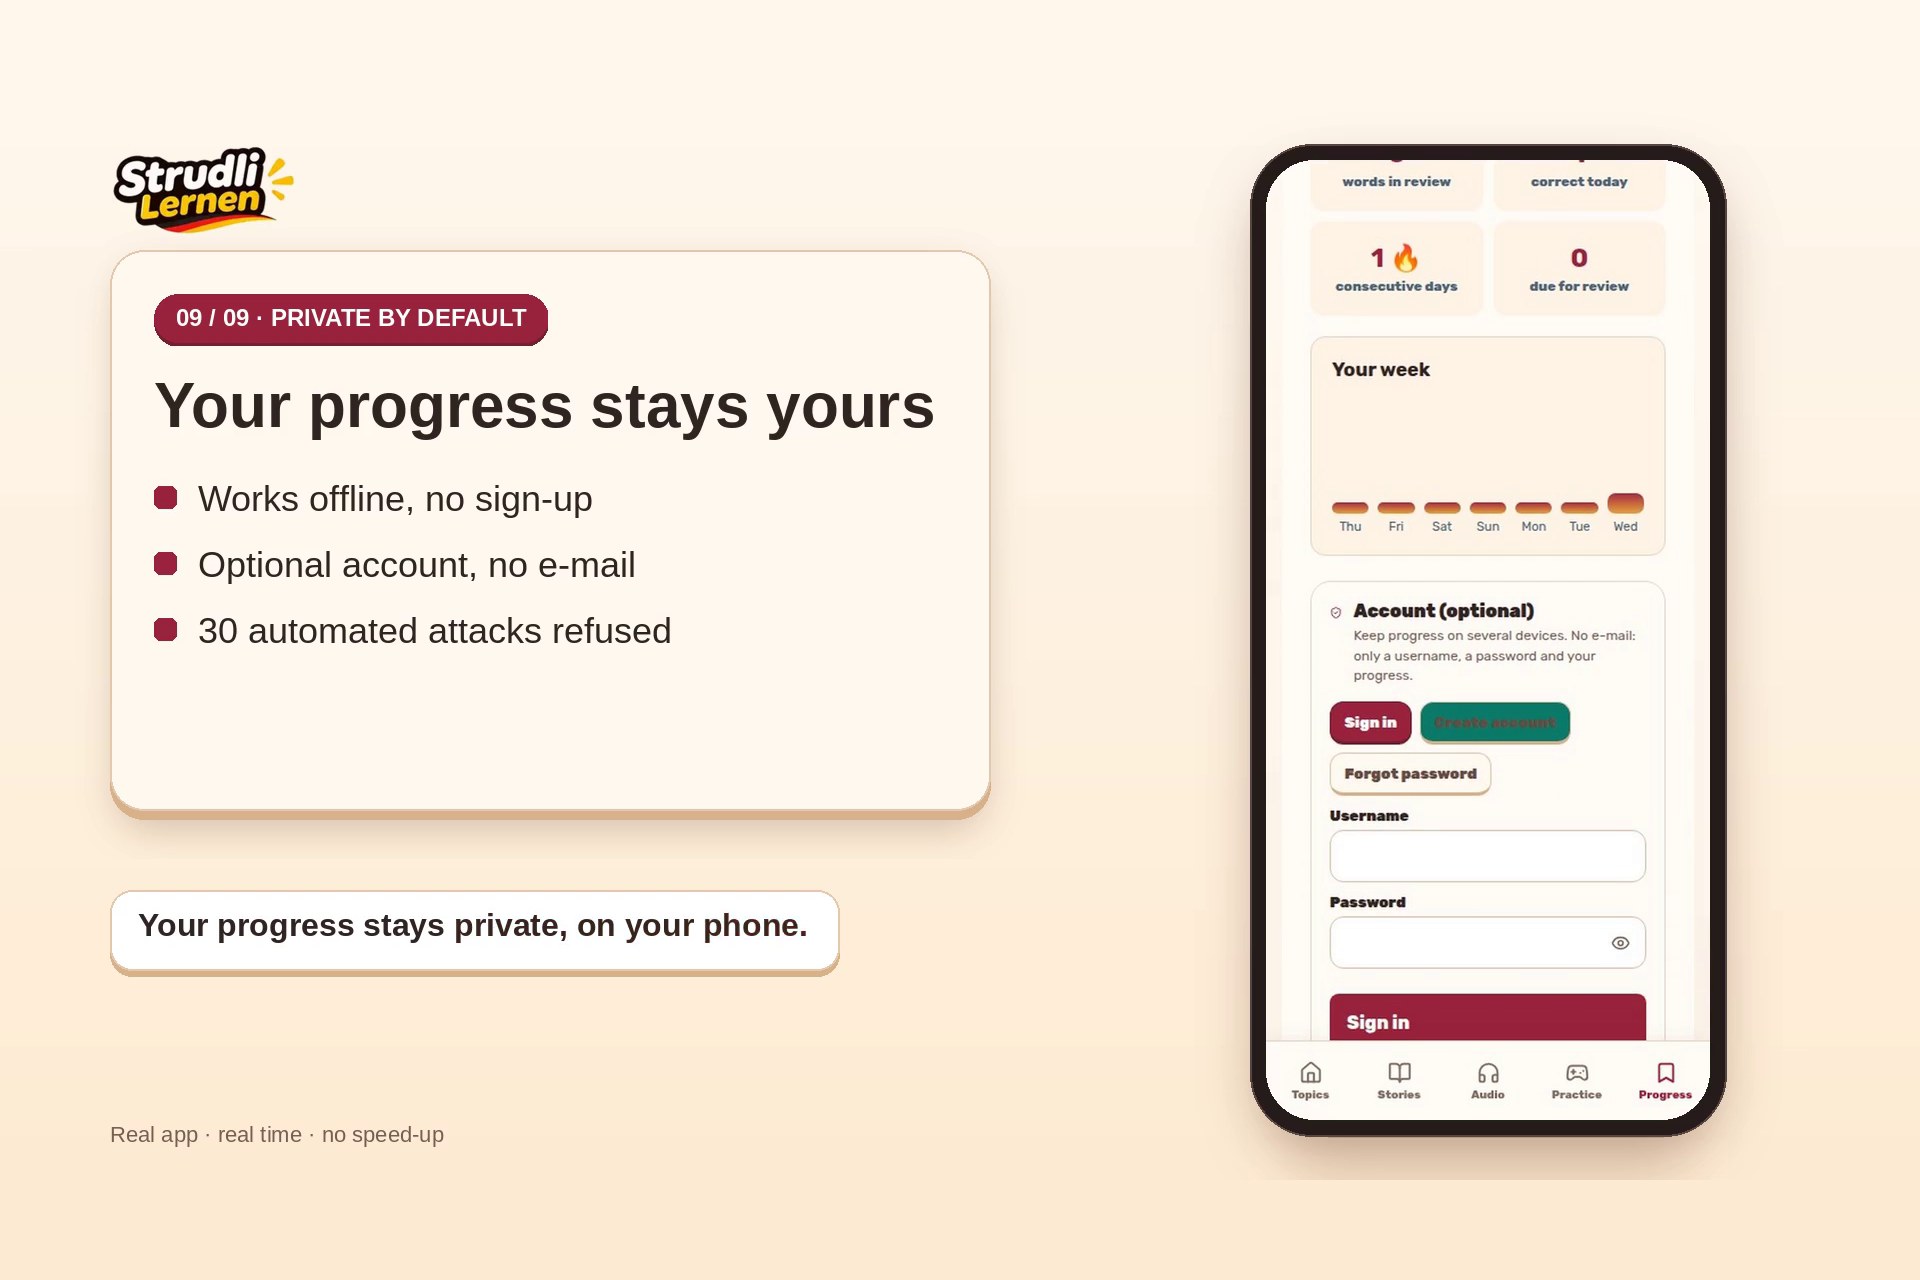 Strudli
Lernen
09 / 09 · PRIVATE BY DEFAULT
Your progress stays yours
Works offline, no sign-up
Optional account, no e-mail
30 automated attacks refused
Your progress stays private, on your phone.
Real app · real time · no speed-up
words in review
correct today
1
consecutive days
0
due for review
Your week
Thu Fri Sat Sun Mon Tue Wed
Account (optional)
Keep progress on several devices. No e-mail:
only a username, a password and your
progress.
Sign in
Create account
Forgot password
Username
Password
Sign in
Topics Stories Audio Practice Progress